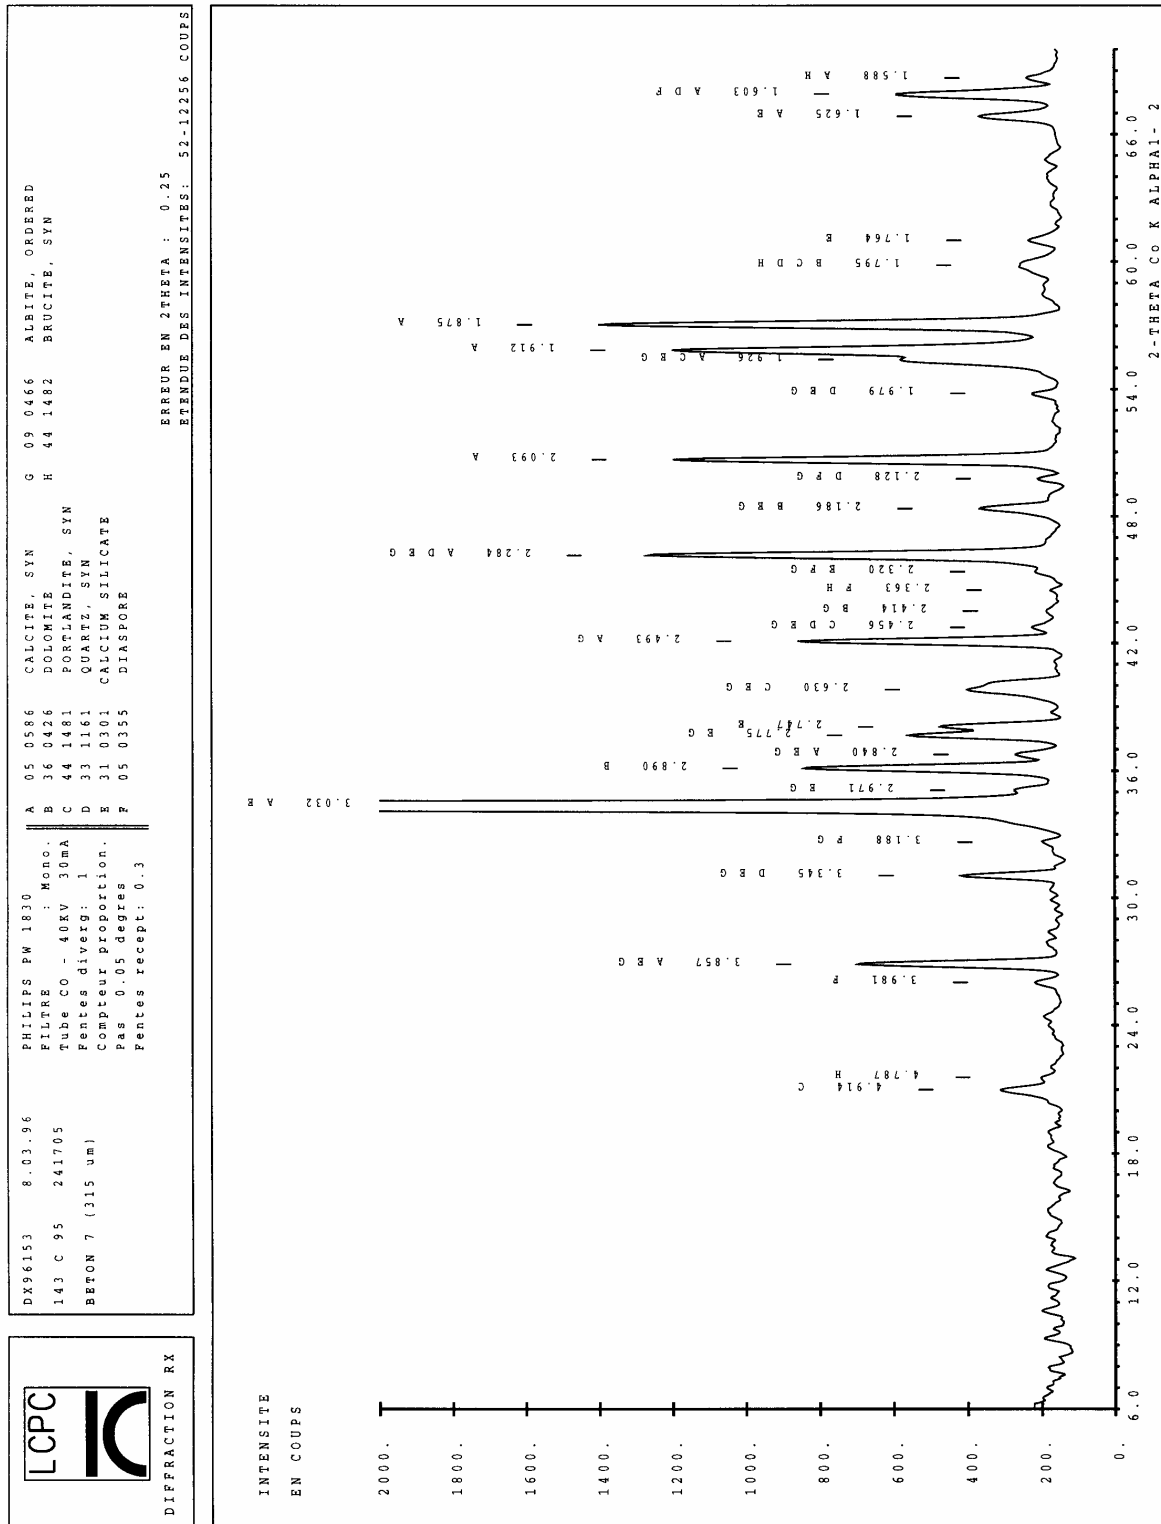 LCPC
DIFFRACTION RX
DX96153 8.03.96
143 C 95 241705
BETON 7 (315 um)
PHILIPS PW 1830
FILTRE : Mono.
Tube CO - 40KV 30mA
Fentes diverg: 1
Compteur proportion.
Pas 0.05 degres
Fentes recept: 0.3
A 05 0586 CALCITE, SYN
B 36 0426 DOLOMITE
C 44 1481 PORTLANDITE, SYN
D 33 1161 QUARTZ, SYN
E 31 0301 CALCIUM SILICATE
F 05 0355 DIASPORE
G 09 0466 ALBITE, ORDERED
H 44 1482 BRUCITE, SYN
ERREUR EN 2THETA : 0.25
ETENDUE DES INTENSITES: 52-12256 COUPS
INTENSITE
EN COUPS
2000.
1800.
1600.
1400.
1200.
1000.
800.
600.
400.
200.
0.
4.914 C
4.787 H
3.981 F
3.857 A E G
3.345 D E G
3.188 F G
3.032 A E
2.971 E G
2.890 B
2.840 A E G
2.775 E G
2.747 E
2.630 C E G
2.493 A G
2.456 C D E G
2.414 B G
2.363 F H
2.320 E F G
2.284 A D E G
2.186 B E G
2.128 D F G
2.093 A
1.979 D E G
1.926 A C E G
1.912 A
1.875 A
1.795 B C D H
1.764 E
1.625 A E
1.603 A D F
1.588 A H
6.0 12.0 18.0 24.0 30.0 36.0 42.0 48.0 54.0 60.0 66.0
2-THETA Co K ALPHA1- 2